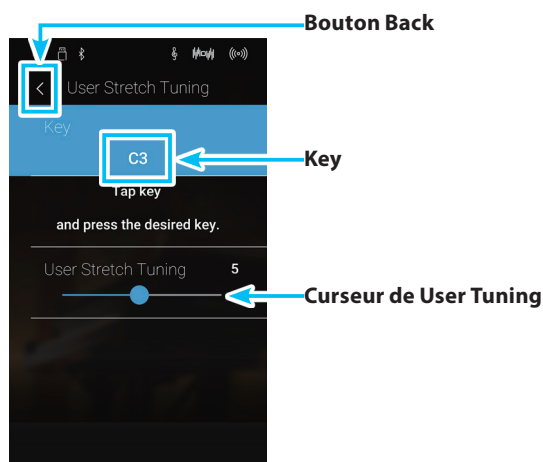 Bouton Back
User Stretch Tuning
Key
C3
Key
Tap key
and press the desired key.
User Stretch Tuning 5
Curseur de User Tuning